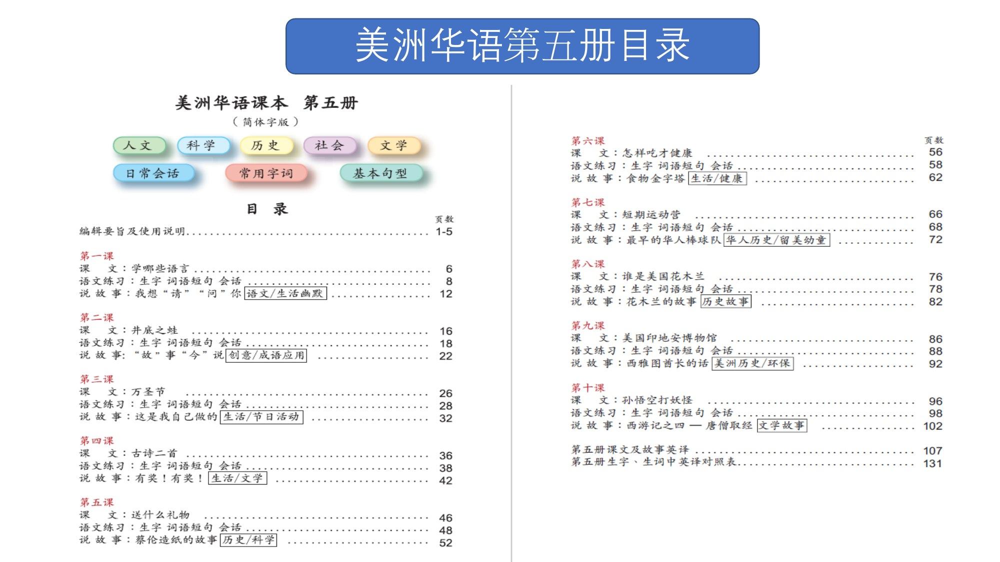 美洲华语第五册目录
美洲华语课本 第五册
（简体字版）
人文 科学 历史 社会 文学
日常会话 常用字词 基本句型
目 录
页数
编辑要旨及使用说明........................................ 1-5
第一课
课 文：学哪些语言 ........................................ 6
语文练习：生字 词语短句 会话 ............................... 8
说 故 事：我想“请”“问”你 语文/生活幽默 ................. 12
第二课
课 文：井底之蛙 ........................................ 16
语文练习：生字 词语短句 会话 ............................... 18
说 故 事: “故”事“今”说 创意/成语应用 ................... 22
第三课
课 文：万圣节 ......................................... 26
语文练习：生字 词语短句 会话 ............................... 28
说 故 事：这是我自己做的 生活/节日活动 .................... 32
第四课
课 文：古诗二首 ......................................... 36
语文练习：生字 词语短句 会话 ............................... 38
说 故 事：有奖！有奖！ 生活/文学 .......................... 42
第五课
课 文：送什么礼物 ...................................... 46
语文练习：生字 词语短句 会话 ............................... 48
说 故 事：蔡伦造纸的故事 历史/科学 ........................ 52
页数
第六课
课 文：怎样吃才健康 ................................... 56
语文练习：生字 词语短句 会话 .............................. 58
说 故 事：食物金字塔 生活/健康 ........................... 62
第七课
课 文：短期运动营 ..................................... 66
语文练习：生字 词语短句 会话 .............................. 68
说 故 事：最早的华人棒球队 华人历史/留美幼童 ............. 72
第八课
课 文：谁是美国花木兰 ................................. 76
语文练习：生字 词语短句 会话 .............................. 78
说 故 事：花木兰的故事 历史故事 .......................... 82
第九课
课 文：美国印地安博物馆 ............................... 86
语文练习：生字 词语短句 会话 .............................. 88
说 故 事：西雅图酋长的话 美洲历史/环保 ................... 92
第十课
课 文：孙悟空打妖怪 ................................... 96
语文练习：生字 词语短句 会话 .............................. 98
说 故 事：西游记之四 — 唐僧取经 文学故事 ................ 102
第五册课文及故事英译 ..................................... 107
第五册生字、生词中英译对照表.............................. 131